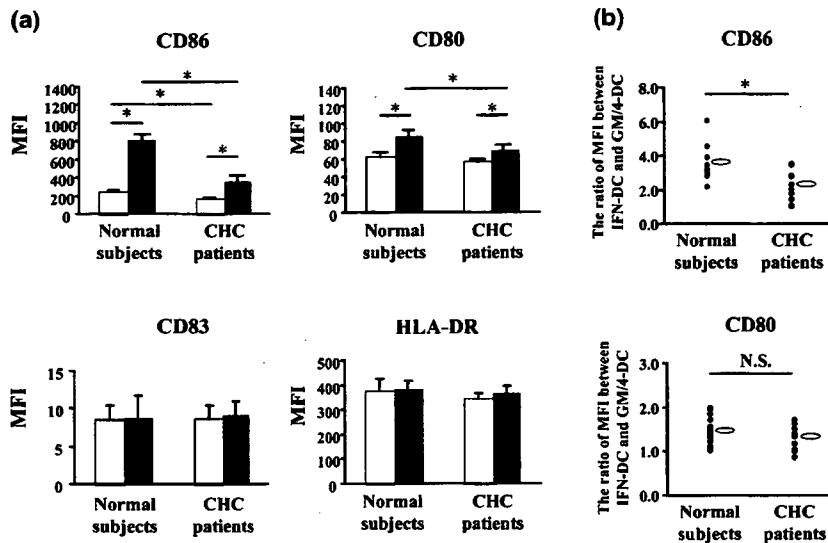 (a)
CD86
MFI
1400
1200
1000
800
600
400
200
0
*
*
*
*
Normal
subjects
CHC
patients
CD80
MFI
140
120
100
80
60
40
20
0
*
*
*
Normal
subjects
CHC
patients
CD83
MFI
15
10
5
0
Normal
subjects
CHC
patients
HLA-DR
MFI
500
400
300
200
100
0
Normal
subjects
CHC
patients
(b)
CD86
The ratio of MFI between
IFN-DC and GM/4-DC
8.0
6.0
4.0
2.0
0.0
*
Normal
subjects
CHC
patients
CD80
The ratio of MFI between
IFN-DC and GM/4-DC
3.0
2.0
1.0
0.0
N.S.
Normal
subjects
CHC
patients